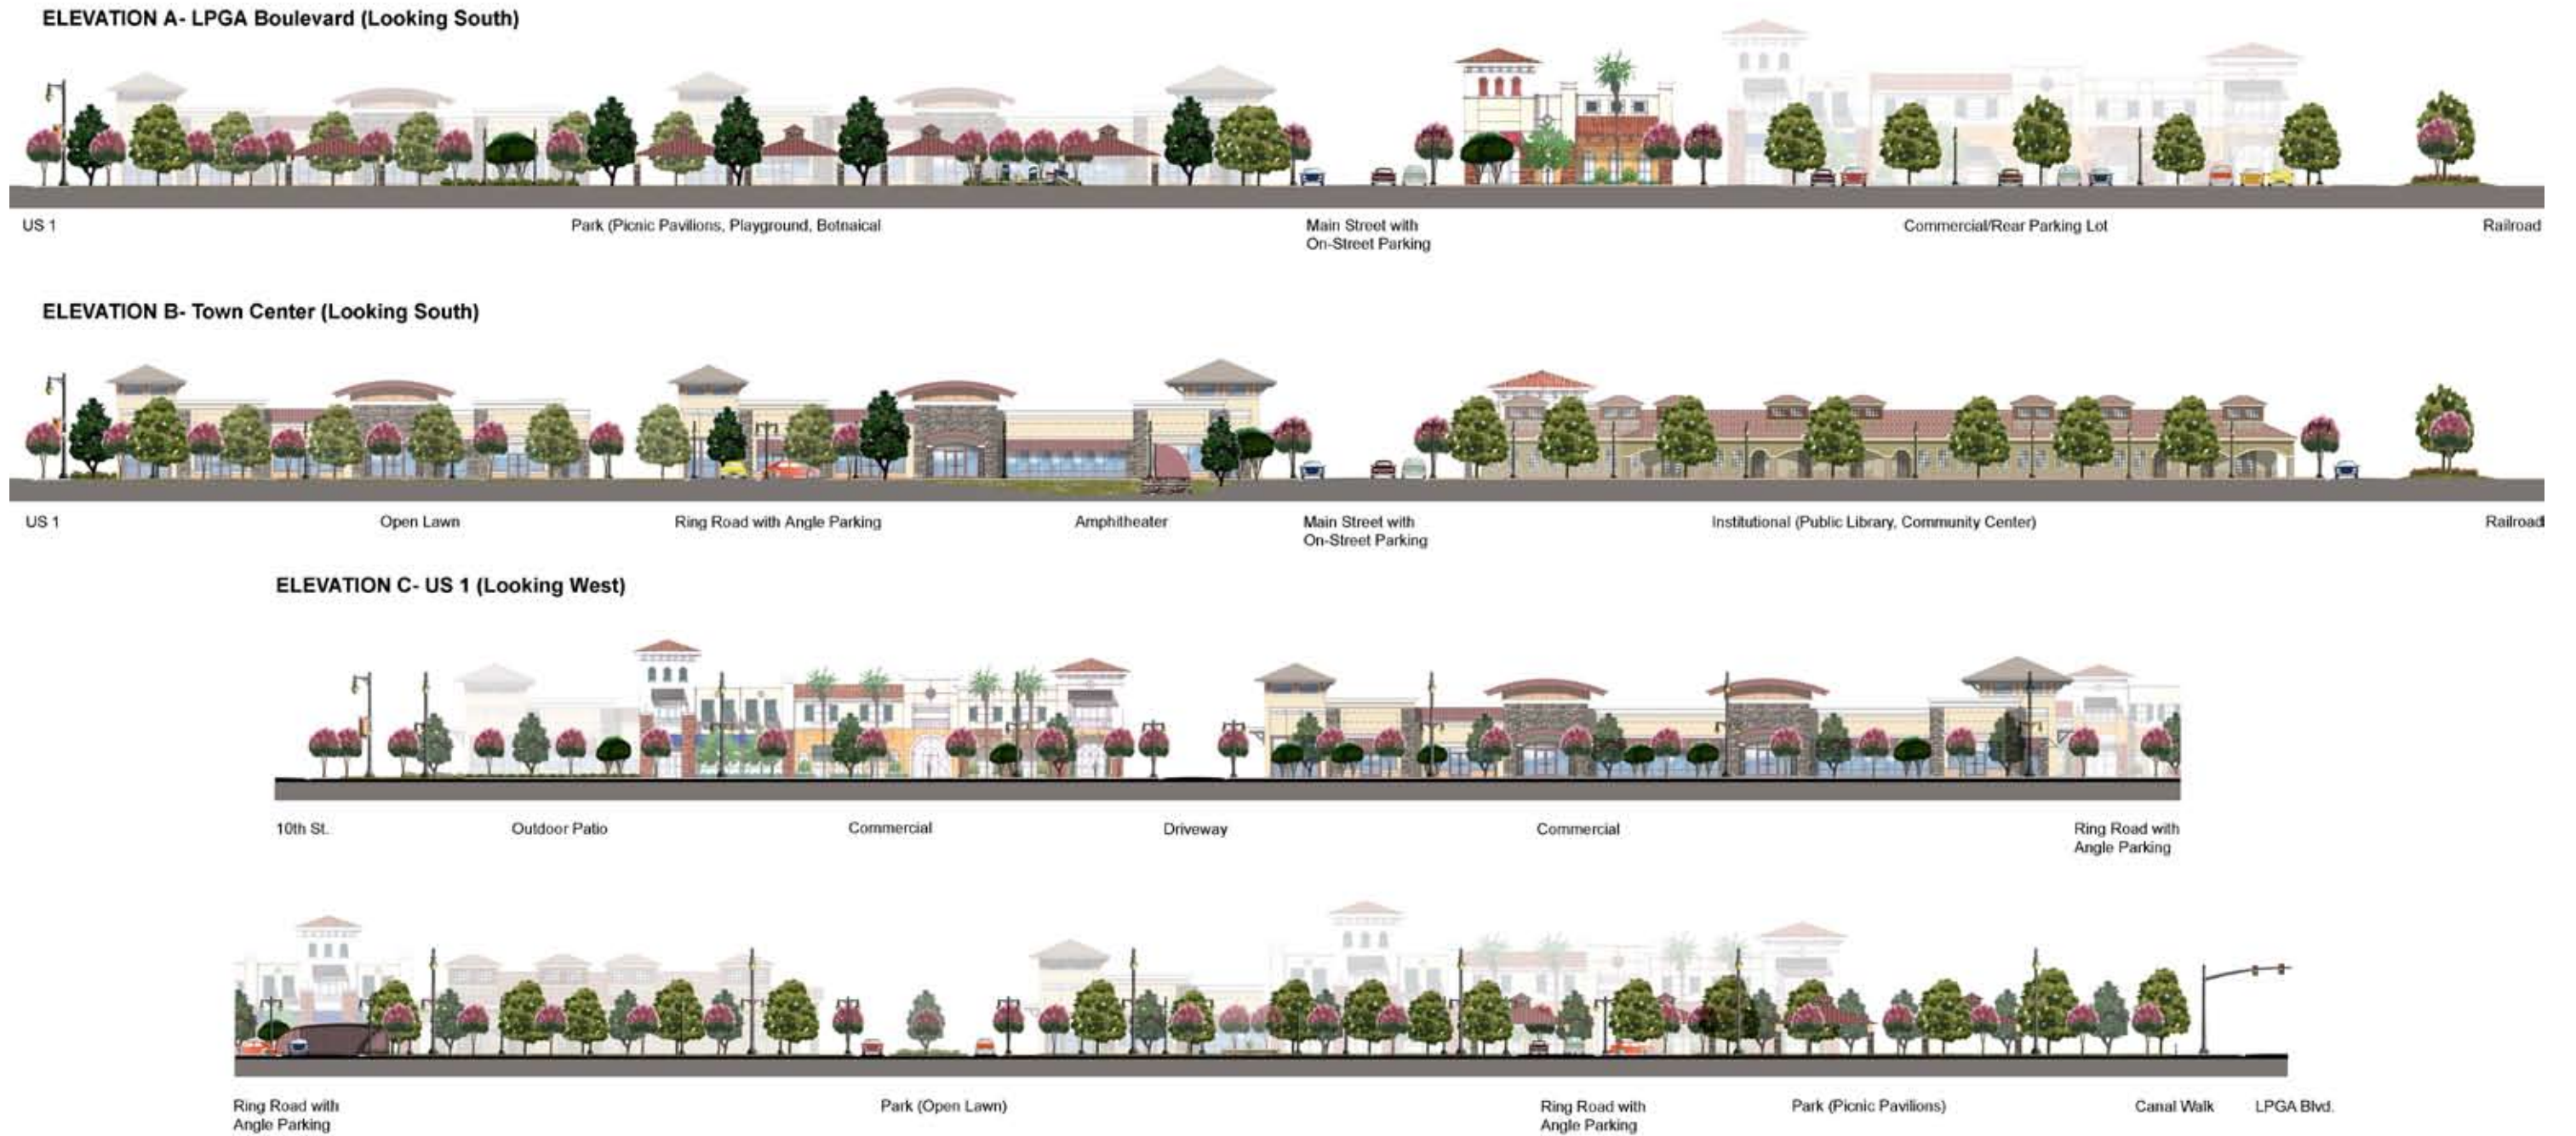 ELEVATION A- LPGA Boulevard (Looking South)
US 1
Park (Picnic Pavilions, Playground, Botnaical
Main Street with
On-Street Parking
Commercial/Rear Parking Lot
Railroad
ELEVATION B- Town Center (Looking South)
US 1
Open Lawn
Ring Road with Angle Parking
Amphitheater
Main Street with
On-Street Parking
Institutional (Public Library, Community Center)
Railroad
ELEVATION C- US 1 (Looking West)
10th St.
Outdoor Patio
Commercial
Driveway
Commercial
Ring Road with
Angle Parking
Ring Road with
Angle Parking
Park (Open Lawn)
Ring Road with
Angle Parking
Park (Picnic Pavilions)
Canal Walk
LPGA Blvd.